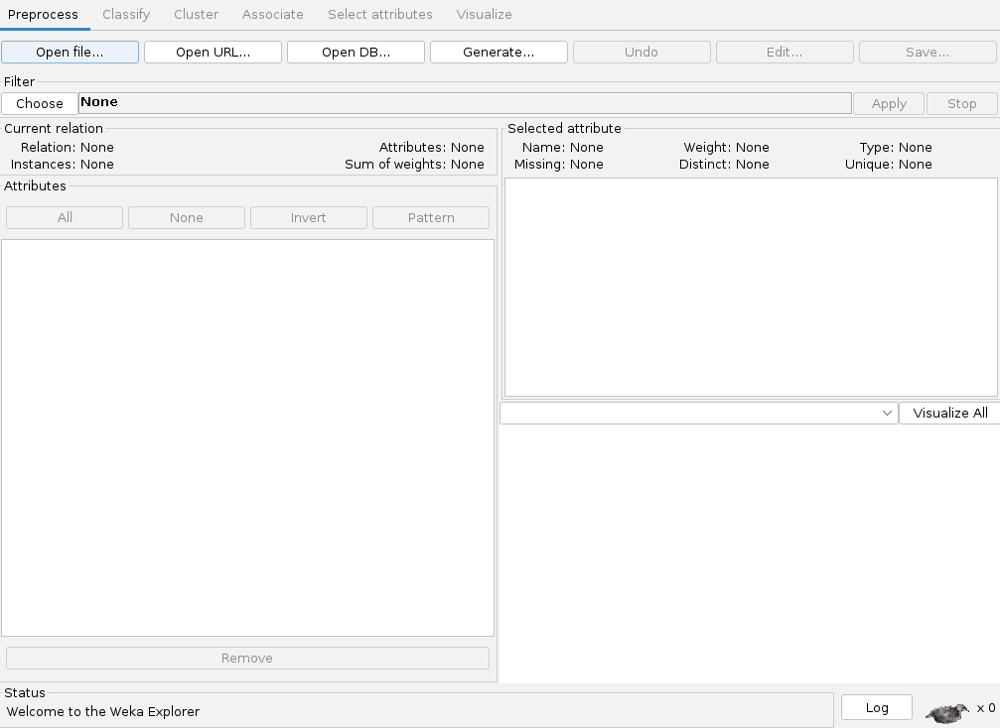 Preprocess Classify Cluster Associate Select attributes Visualize
Open file... Open URL... Open DB... Generate... Undo Edit... Save...
Filter
Choose None Apply Stop
Current relation
Relation: None Attributes: None
Instances: None Sum of weights: None
Attributes
All None Invert Pattern
Remove
Selected attribute
Name: None Weight: None Type: None
Missing: None Distinct: None Unique: None
Visualize All
Status
Welcome to the Weka Explorer
Log x 0